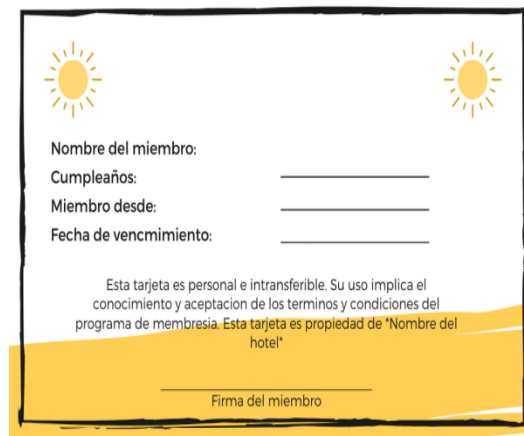 Nombre del miembro:
Cumpleaños:
Miembro desde:
Fecha de vencmimiento:
Esta tarjeta es personal e intransferible. Su uso implica el
conocimiento y aceptacion de los terminos y condiciones del
programa de membresia. Esta tarjeta es propiedad de "Nombre del
hotel"
Firma del miembro